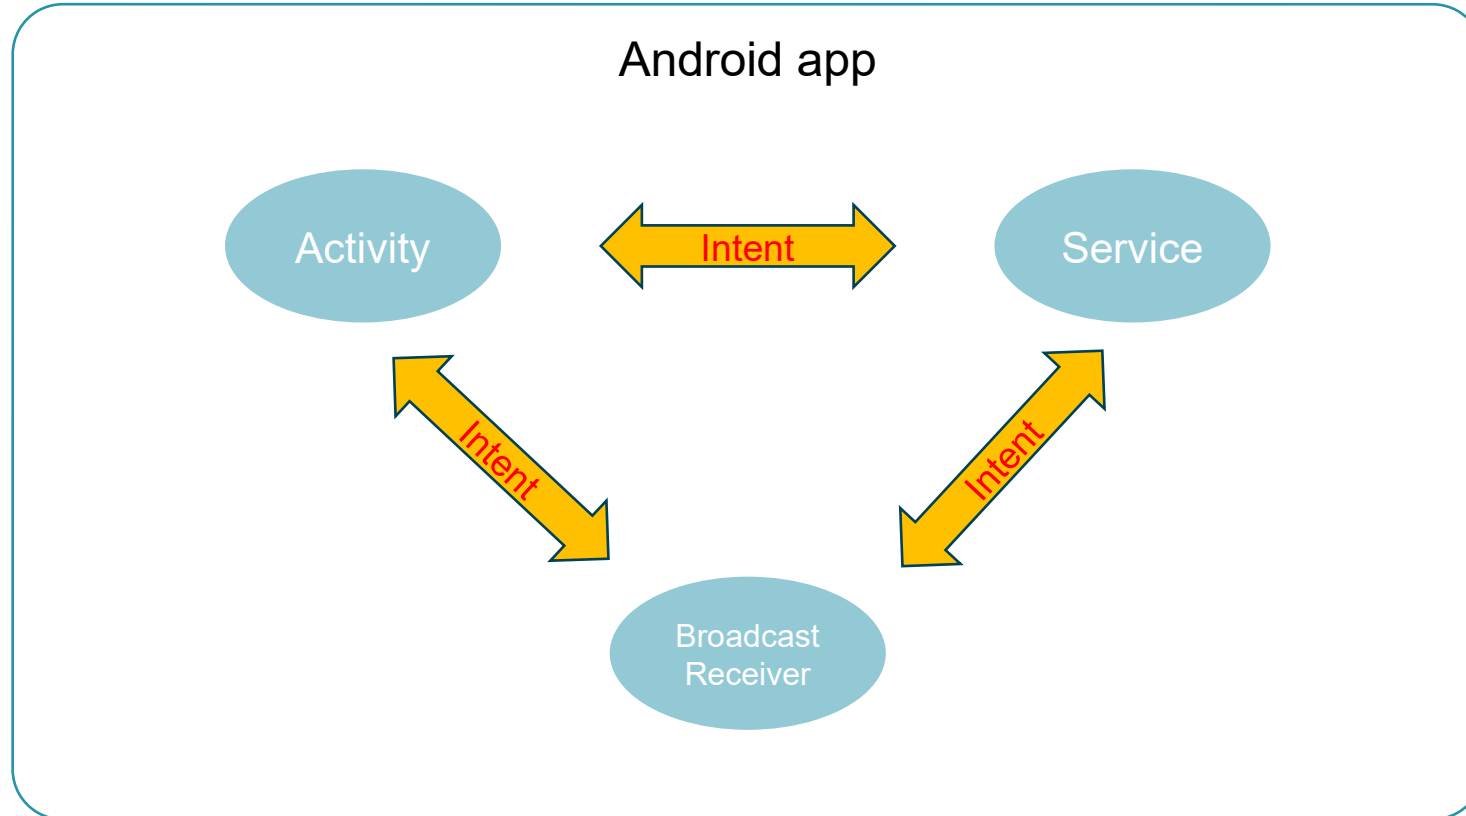 Android app
Activity
Intent
Service
Intent
Intent
Broadcast
Receiver